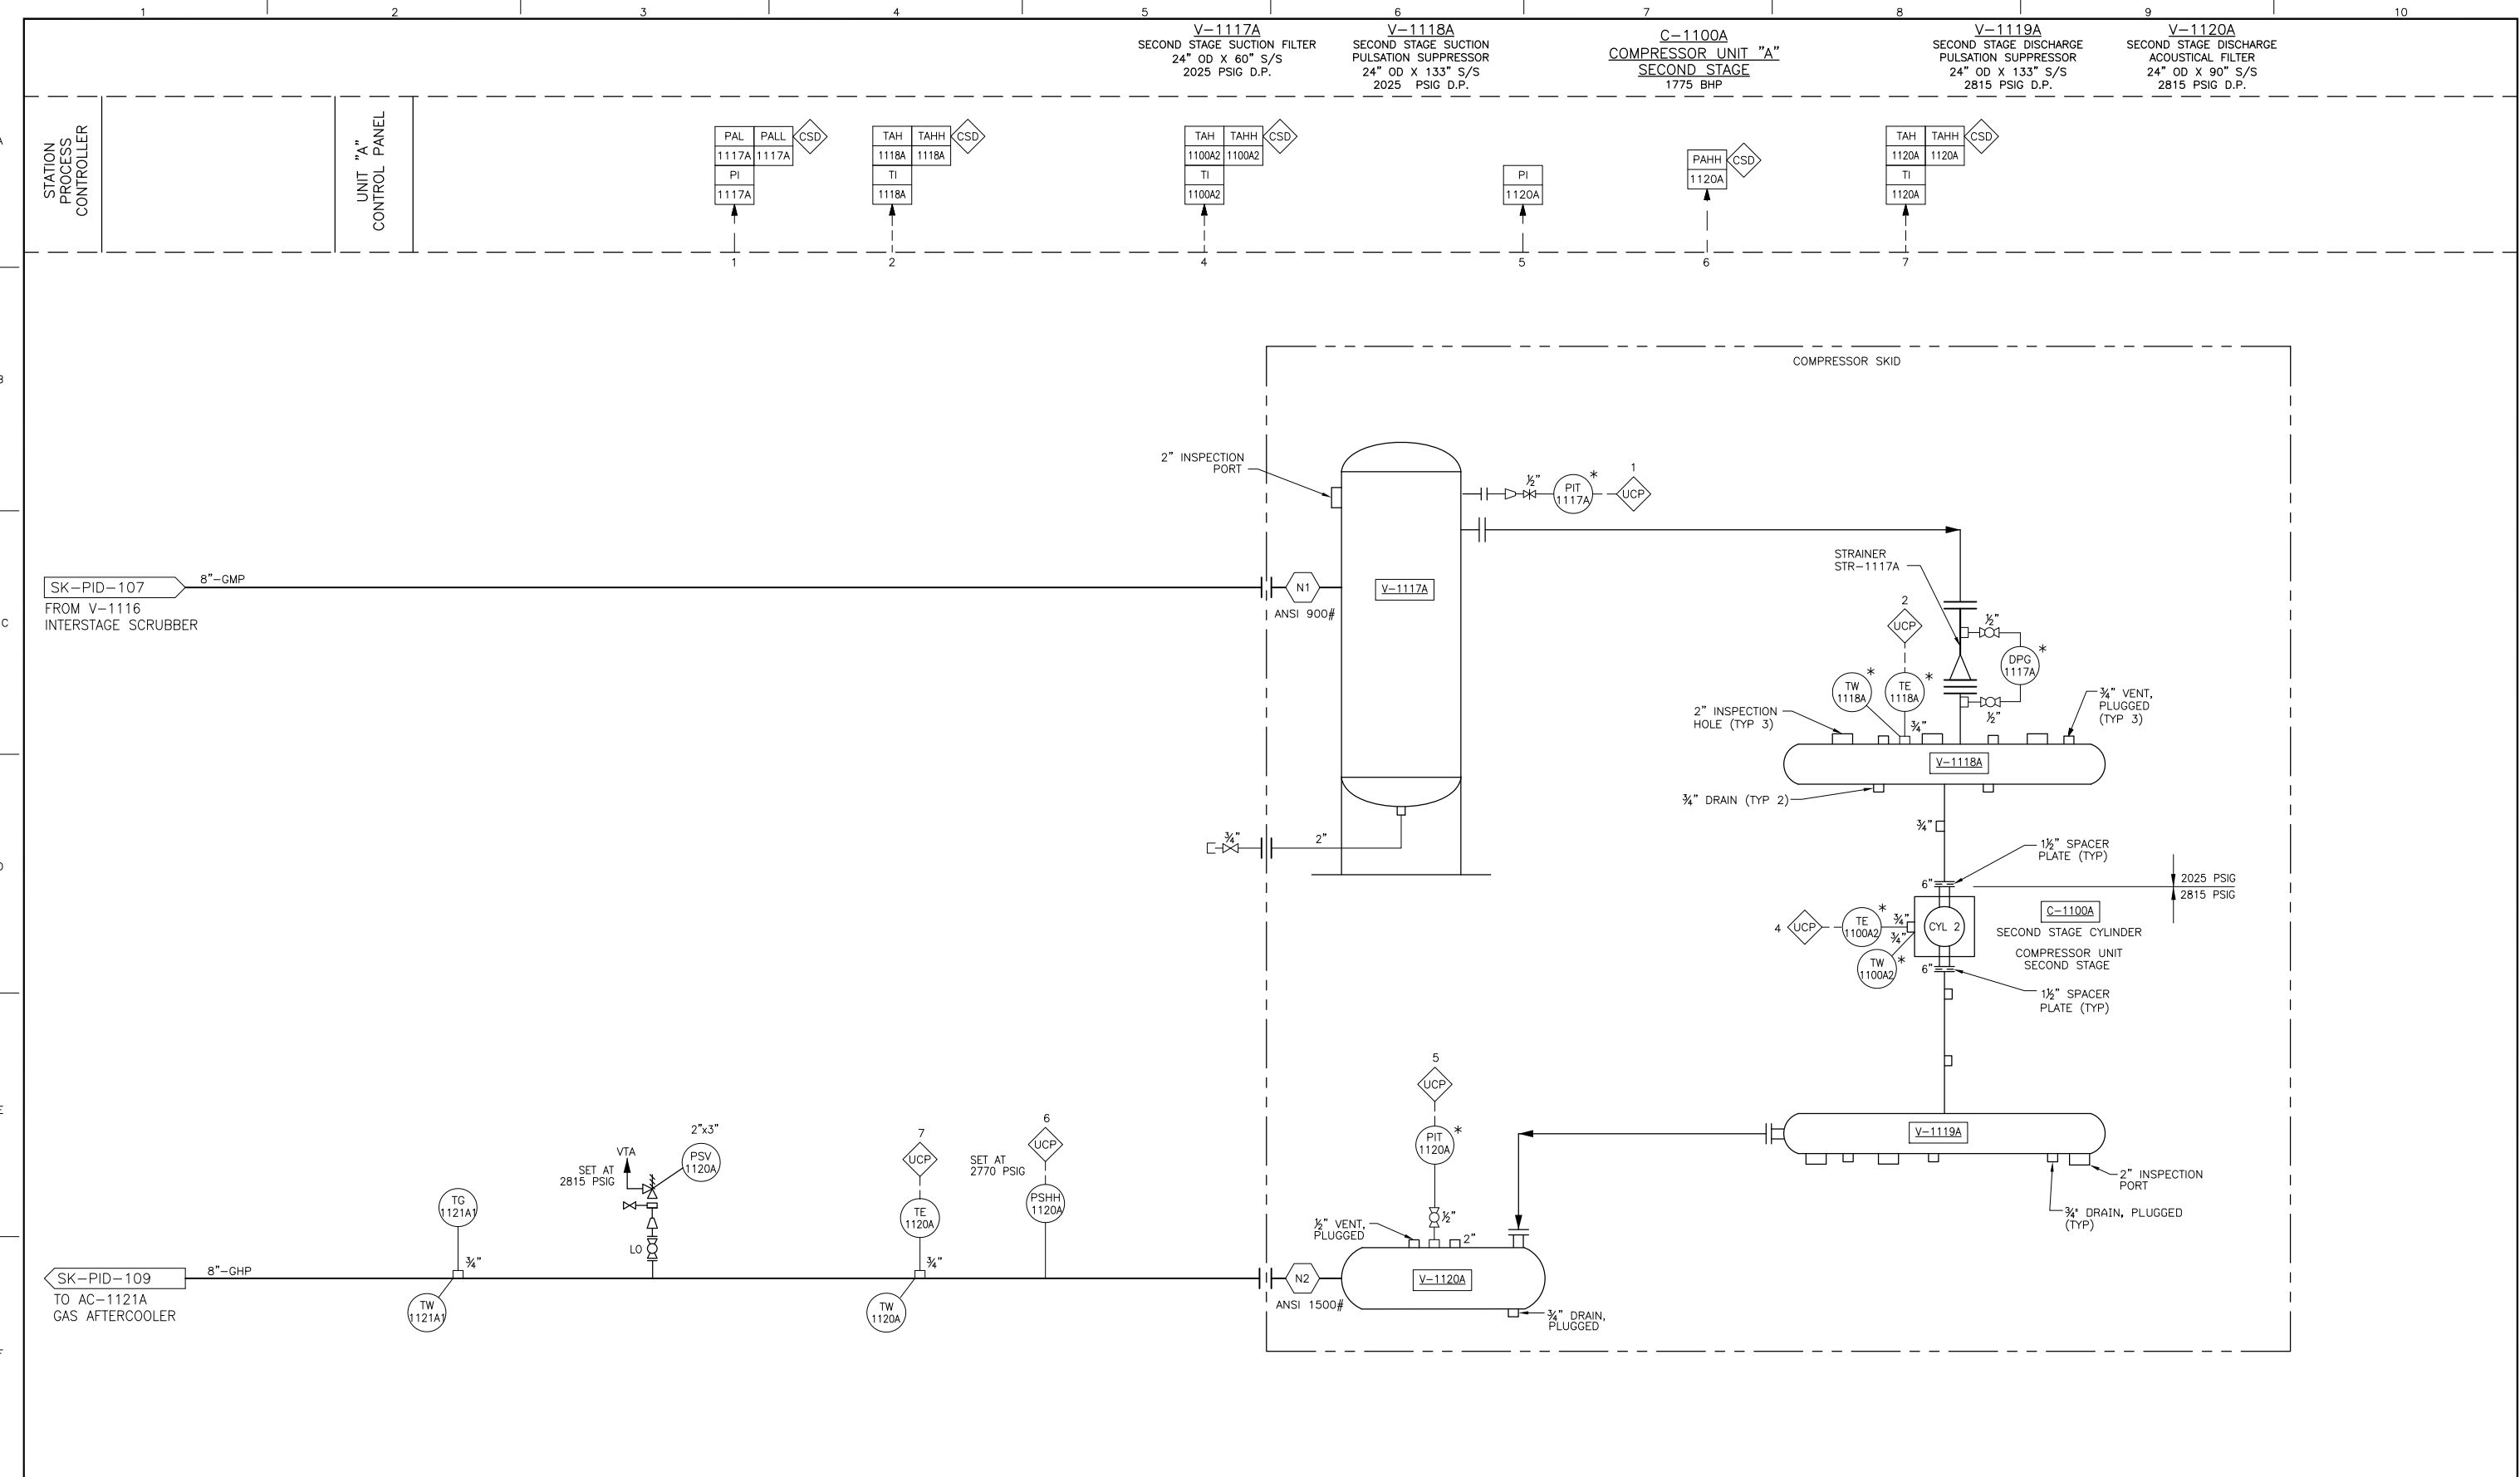 1
2
3
4
5
6
7
8
9
10
V-1117A
SECOND STAGE SUCTION FILTER
24" OD X 60" S/S
2025 PSIG D.P.
V-1118A
SECOND STAGE SUCTION
PULSATION SUPPRESSOR
24" OD X 133" S/S
2025 PSIG D.P.
C-1100A
COMPRESSOR UNIT "A"
SECOND STAGE
1775 BHP
V-1119A
SECOND STAGE DISCHARGE
PULSATION SUPPRESSOR
24" OD X 133" S/S
2815 PSIG D.P.
V-1120A
SECOND STAGE DISCHARGE
ACOUSTICAL FILTER
24" OD X 90" S/S
2815 PSIG D.P.
STATION
PROCESS
CONTROLLER
UNIT "A"
CONTROL PANEL
PAL PALL CSD
1117A 1117A
PI
1117A
1
TAH TAHH CSD
1118A 1118A
TI
1118A
2
TAH TAHH CSD
1100A2 1100A2
TI
1100A2
4
PI
1120A
5
PAHH CSD
1120A
6
TAH TAHH CSD
1120A 1120A
TI
1120A
7
B
C
COMPRESSOR SKID
2" INSPECTION
PORT
½"
PIT
1117A
*
1
UCP
SK-PID-107
8"-GMP
FROM V-1116
INTERSTAGE SCRUBBER
N1
ANSI 900#
V-1117A
STRAINER
STR-1117A
2
UCP
½"
DPG
1117A
*
½"
TW
1118A
*
TE
1118A
*
¾"
¾" VENT,
PLUGGED
(TYP 3)
2" INSPECTION
HOLE (TYP 3)
V-1118A
¾" DRAIN (TYP 2)
¾"
2"
¾"
1½" SPACER
PLATE (TYP)
6"
2025 PSIG
2815 PSIG
4
UCP
TE
1100A2
*
¾"
¾"
TW
1100A2
*
CYL 2
C-1100A
SECOND STAGE CYLINDER
COMPRESSOR UNIT
SECOND STAGE
6"
1½" SPACER
PLATE (TYP)
V-1119A
2" INSPECTION
PORT
¾" DRAIN, PLUGGED
(TYP)
5
UCP
PIT
1120A
*
½"
½" VENT,
PLUGGED
2"
V-1120A
¾" DRAIN,
PLUGGED
N2
ANSI 1500#
6
UCP
SET AT
2770 PSIG
PSHH
1120A
7
UCP
TE
1120A
¾"
TW
1120A
2"x3"
PSV
1120A
VTA
SET AT
2815 PSIG
LO
TG
1121A1
¾"
TW
1121A1
SK-PID-109
8"-GHP
TO AC-1121A
GAS AFTERCOOLER